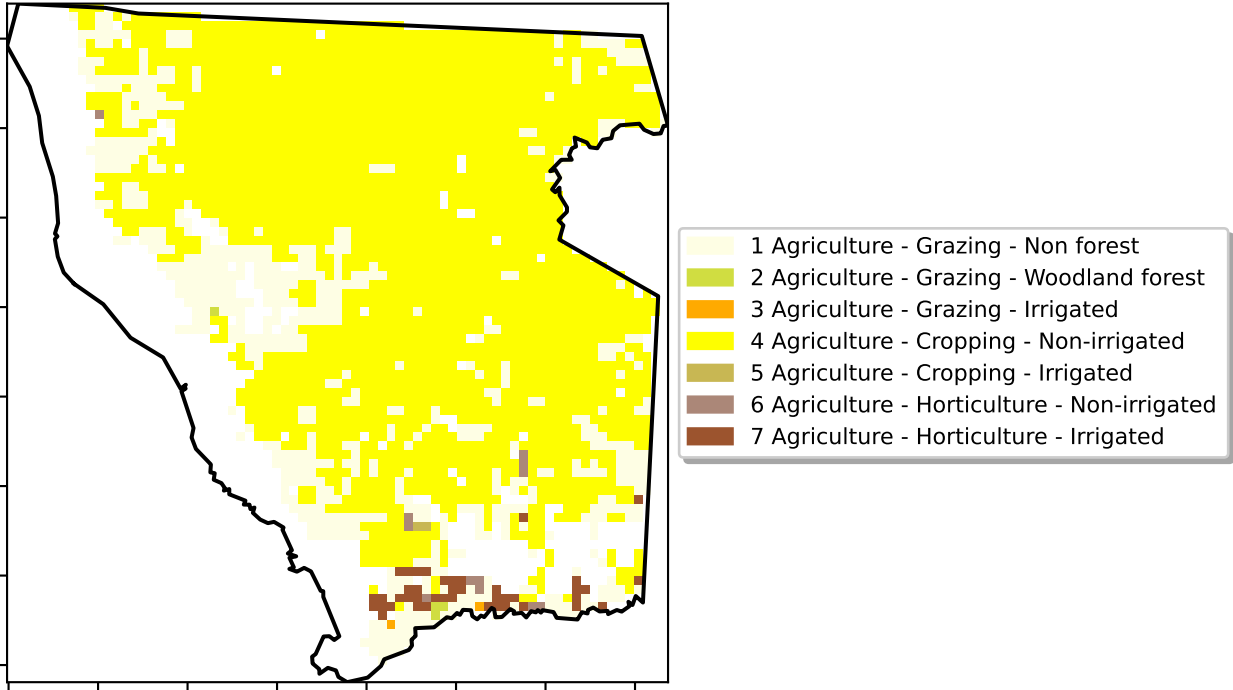 1 Agriculture - Grazing - Non forest
2 Agriculture - Grazing - Woodland forest
3 Agriculture - Grazing - Irrigated
4 Agriculture - Cropping - Non-irrigated
5 Agriculture - Cropping - Irrigated
6 Agriculture - Horticulture - Non-irrigated
7 Agriculture - Horticulture - Irrigated